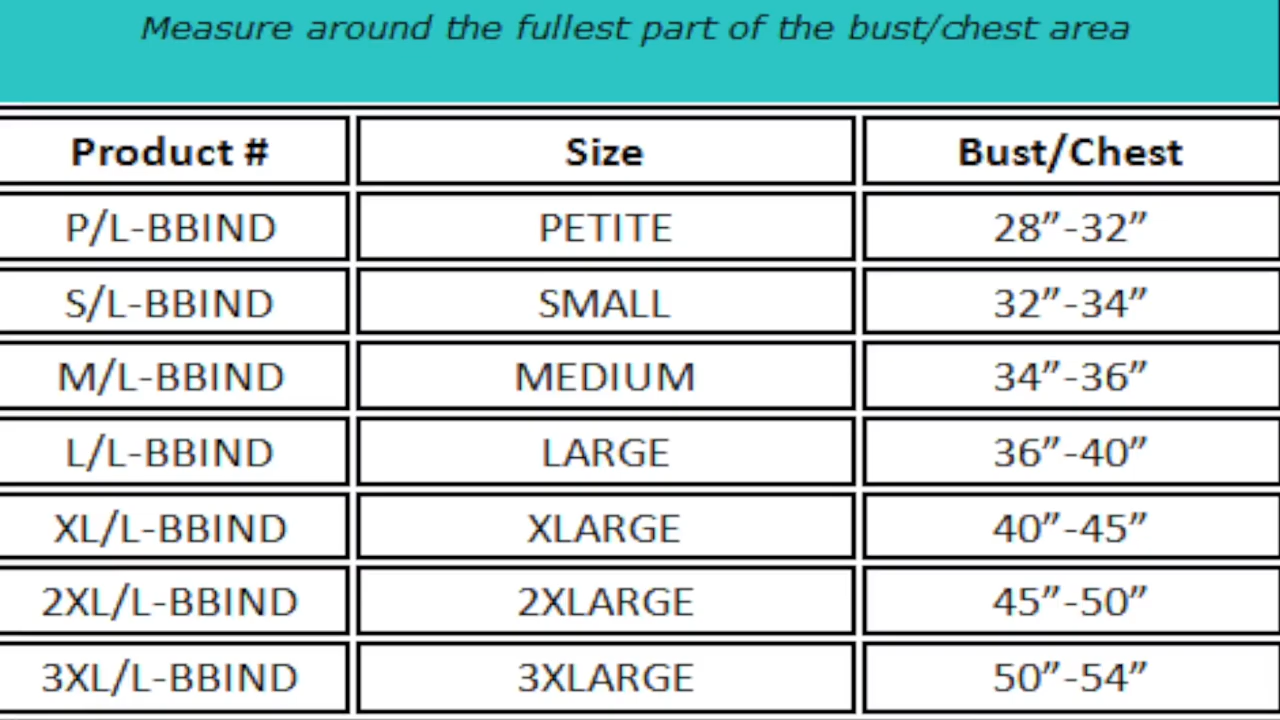 Measure around the fullest part of the bust/chest area
Product # Size Bust/Chest
P/L-BBIND PETITE 28”-32”
S/L-BBIND SMALL 32”-34”
M/L-BBIND MEDIUM 34”-36”
L/L-BBIND LARGE 36”-40”
XL/L-BBIND XLARGE 40”-45”
2XL/L-BBIND 2XLARGE 45”-50”
3XL/L-BBIND 3XLARGE 50”-54”